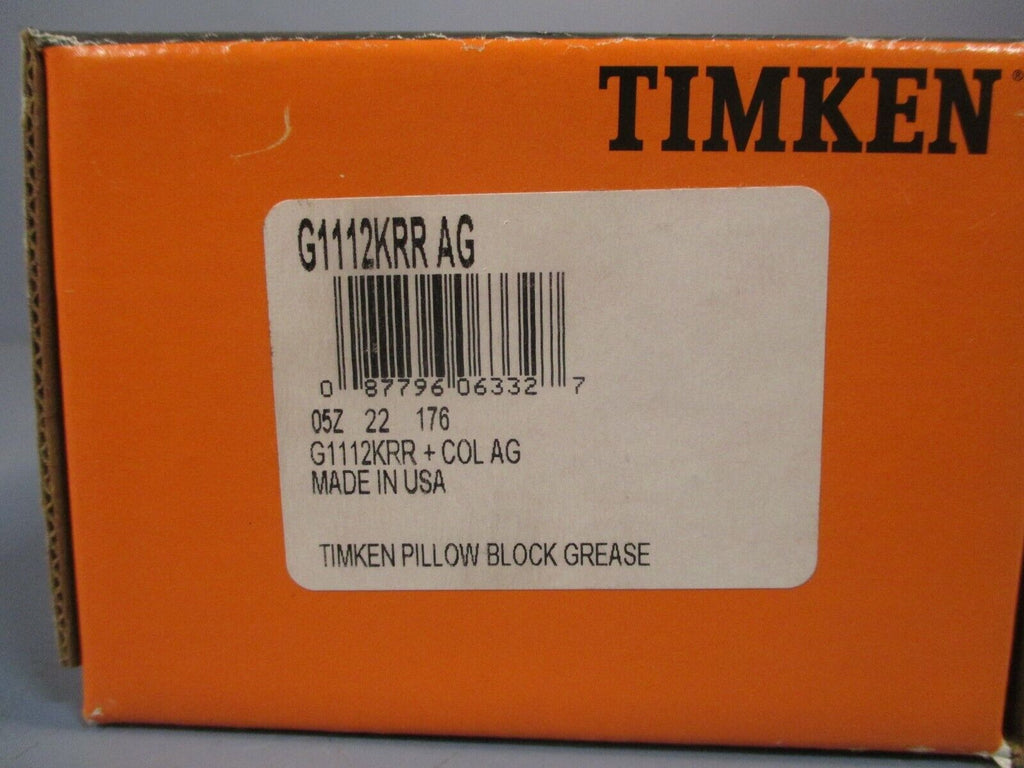 TIMKEN®
G1112KRR AG
0 87796 06332 7
05Z 22 176
G1112KRR + COL AG
MADE IN USA
TIMKEN PILLOW BLOCK GREASE